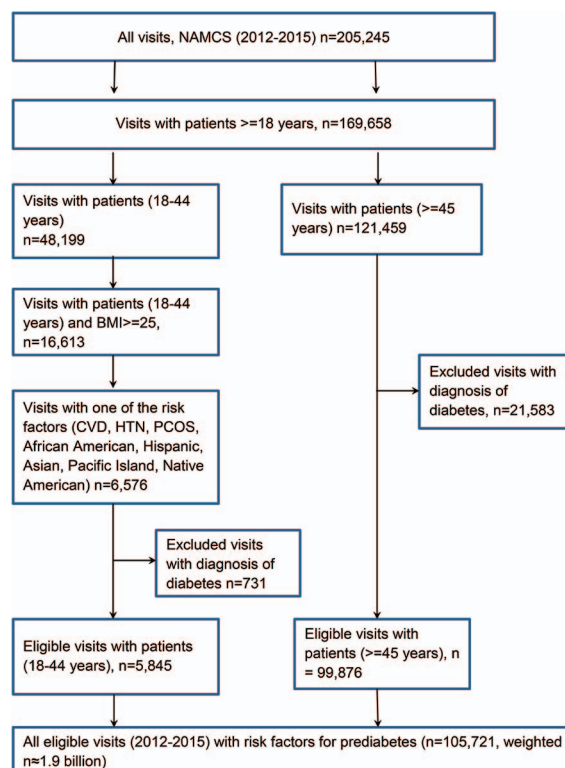 All visits, NAMCS (2012-2015) n=205,245
Visits with patients >=18 years, n=169,658
Visits with patients (18-44
years)
n=48,199
Visits with patients (>=45
years) n=121,459
Visits with patients (18-44
years) and BMI>=25,
n=16,613
Excluded visits with
diagnosis of
diabetes, n=21,583
Visits with one of the risk
factors (CVD, HTN, PCOS,
African American, Hispanic,
Asian, Pacific Island, Native
American) n=6,576
Excluded visits
with diagnosis of
diabetes n=731
Eligible visits with patients
(18-44 years), n=5,845
Eligible visits with
patients (>=45 years), n
= 99,876
All eligible visits (2012-2015) with risk factors for prediabetes (n=105,721, weighted
n≈1.9 billion)